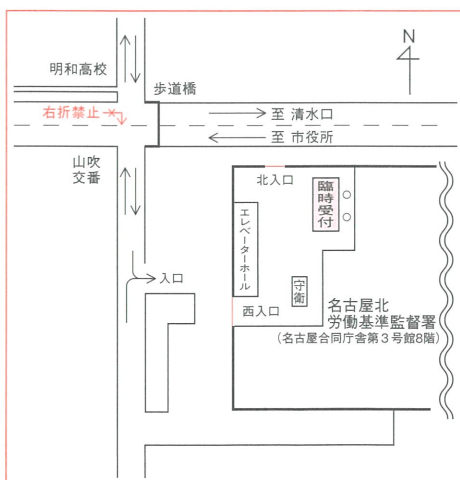 N
明和高校
歩道橋
右折禁止
至 清水口
至 市役所
山吹
交番
北入口
臨時受付
エレベーターホール
入口
守衛
西入口
名古屋北
労働基準監督署
(名古屋合同庁舎第3号館8階)